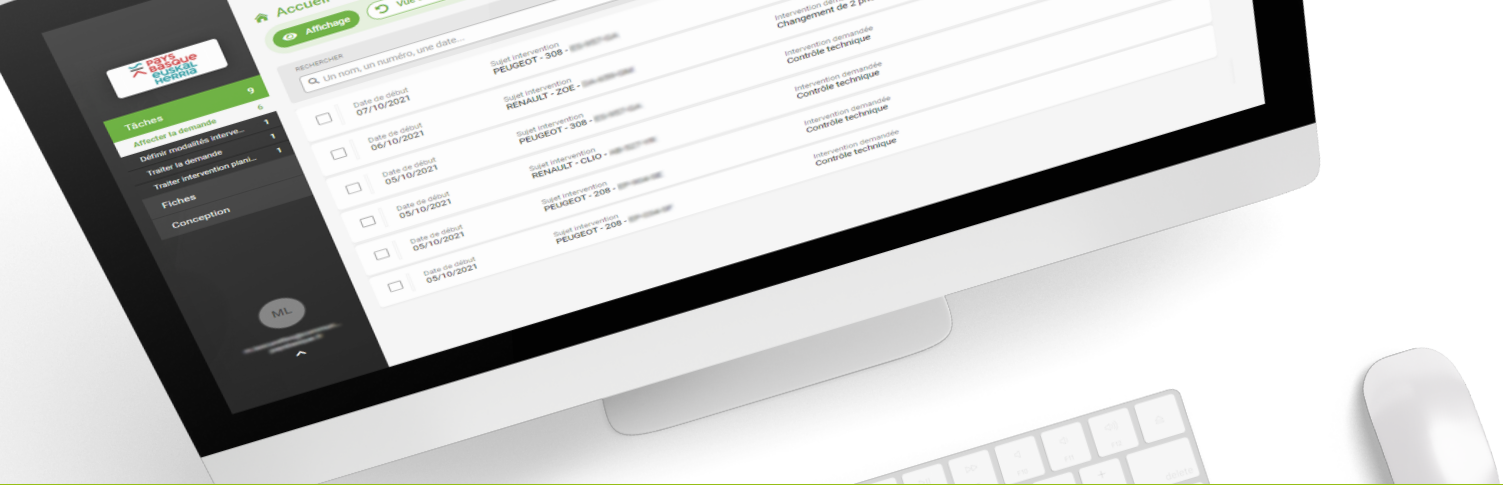 Accueil
Affichage
Vue
RECHERCHER
Un nom, un numéro, une date...
PAYS
BASQUE
EUSKAL
HERRIA
Tâches 9
Affecter la demande 6
Définir modalités interve... 1
Traiter la demande 1
Traiter intervention plani... 1
Fiches
Conception
ML
Date de début
07/10/2021
Sujet Intervention
PEUGEOT - 308 -
Intervention
Changement de 2
Date de début
06/10/2021
Sujet Intervention
RENAULT - ZOE -
Intervention demandée
Contrôle technique
Date de début
05/10/2021
Sujet Intervention
PEUGEOT - 308 -
Intervention demandée
Contrôle technique
Date de début
05/10/2021
Sujet Intervention
RENAULT - CLIO -
Intervention demandée
Contrôle technique
Date de début
05/10/2021
Sujet Intervention
PEUGEOT - 208 -
Intervention demandée
Contrôle technique
Date de début
05/10/2021
Sujet Intervention
PEUGEOT - 208 -